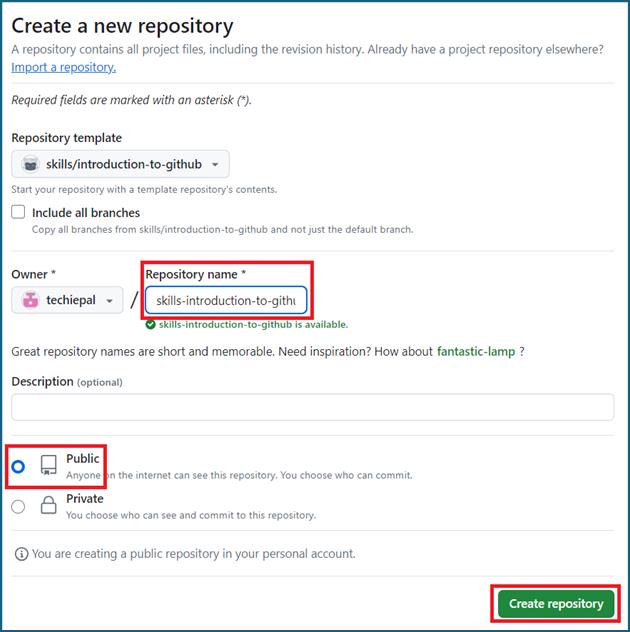 Create a new repository
A repository contains all project files, including the revision history. Already have a project repository elsewhere?
Import a repository.
Required fields are marked with an asterisk (*).
Repository template
skills/introduction-to-github
Start your repository with a template repository's contents.
Include all branches
Copy all branches from skills/introduction-to-github and not just the default branch.
Owner * Repository name *
techiepal / skills-introduction-to-githu
skills-introduction-to-github is available.
Great repository names are short and memorable. Need inspiration? How about fantastic-lamp ?
Description (optional)
Public
Anyone on the internet can see this repository. You choose who can commit.
Private
You choose who can see and commit to this repository.
You are creating a public repository in your personal account.
Create repository